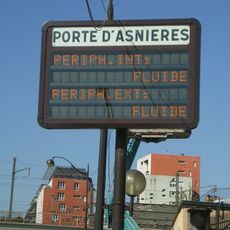 PORTE D'ASNIERES
PERIPH.INT:
FLUIDE
PERIPH.EXT:
FLUIDE